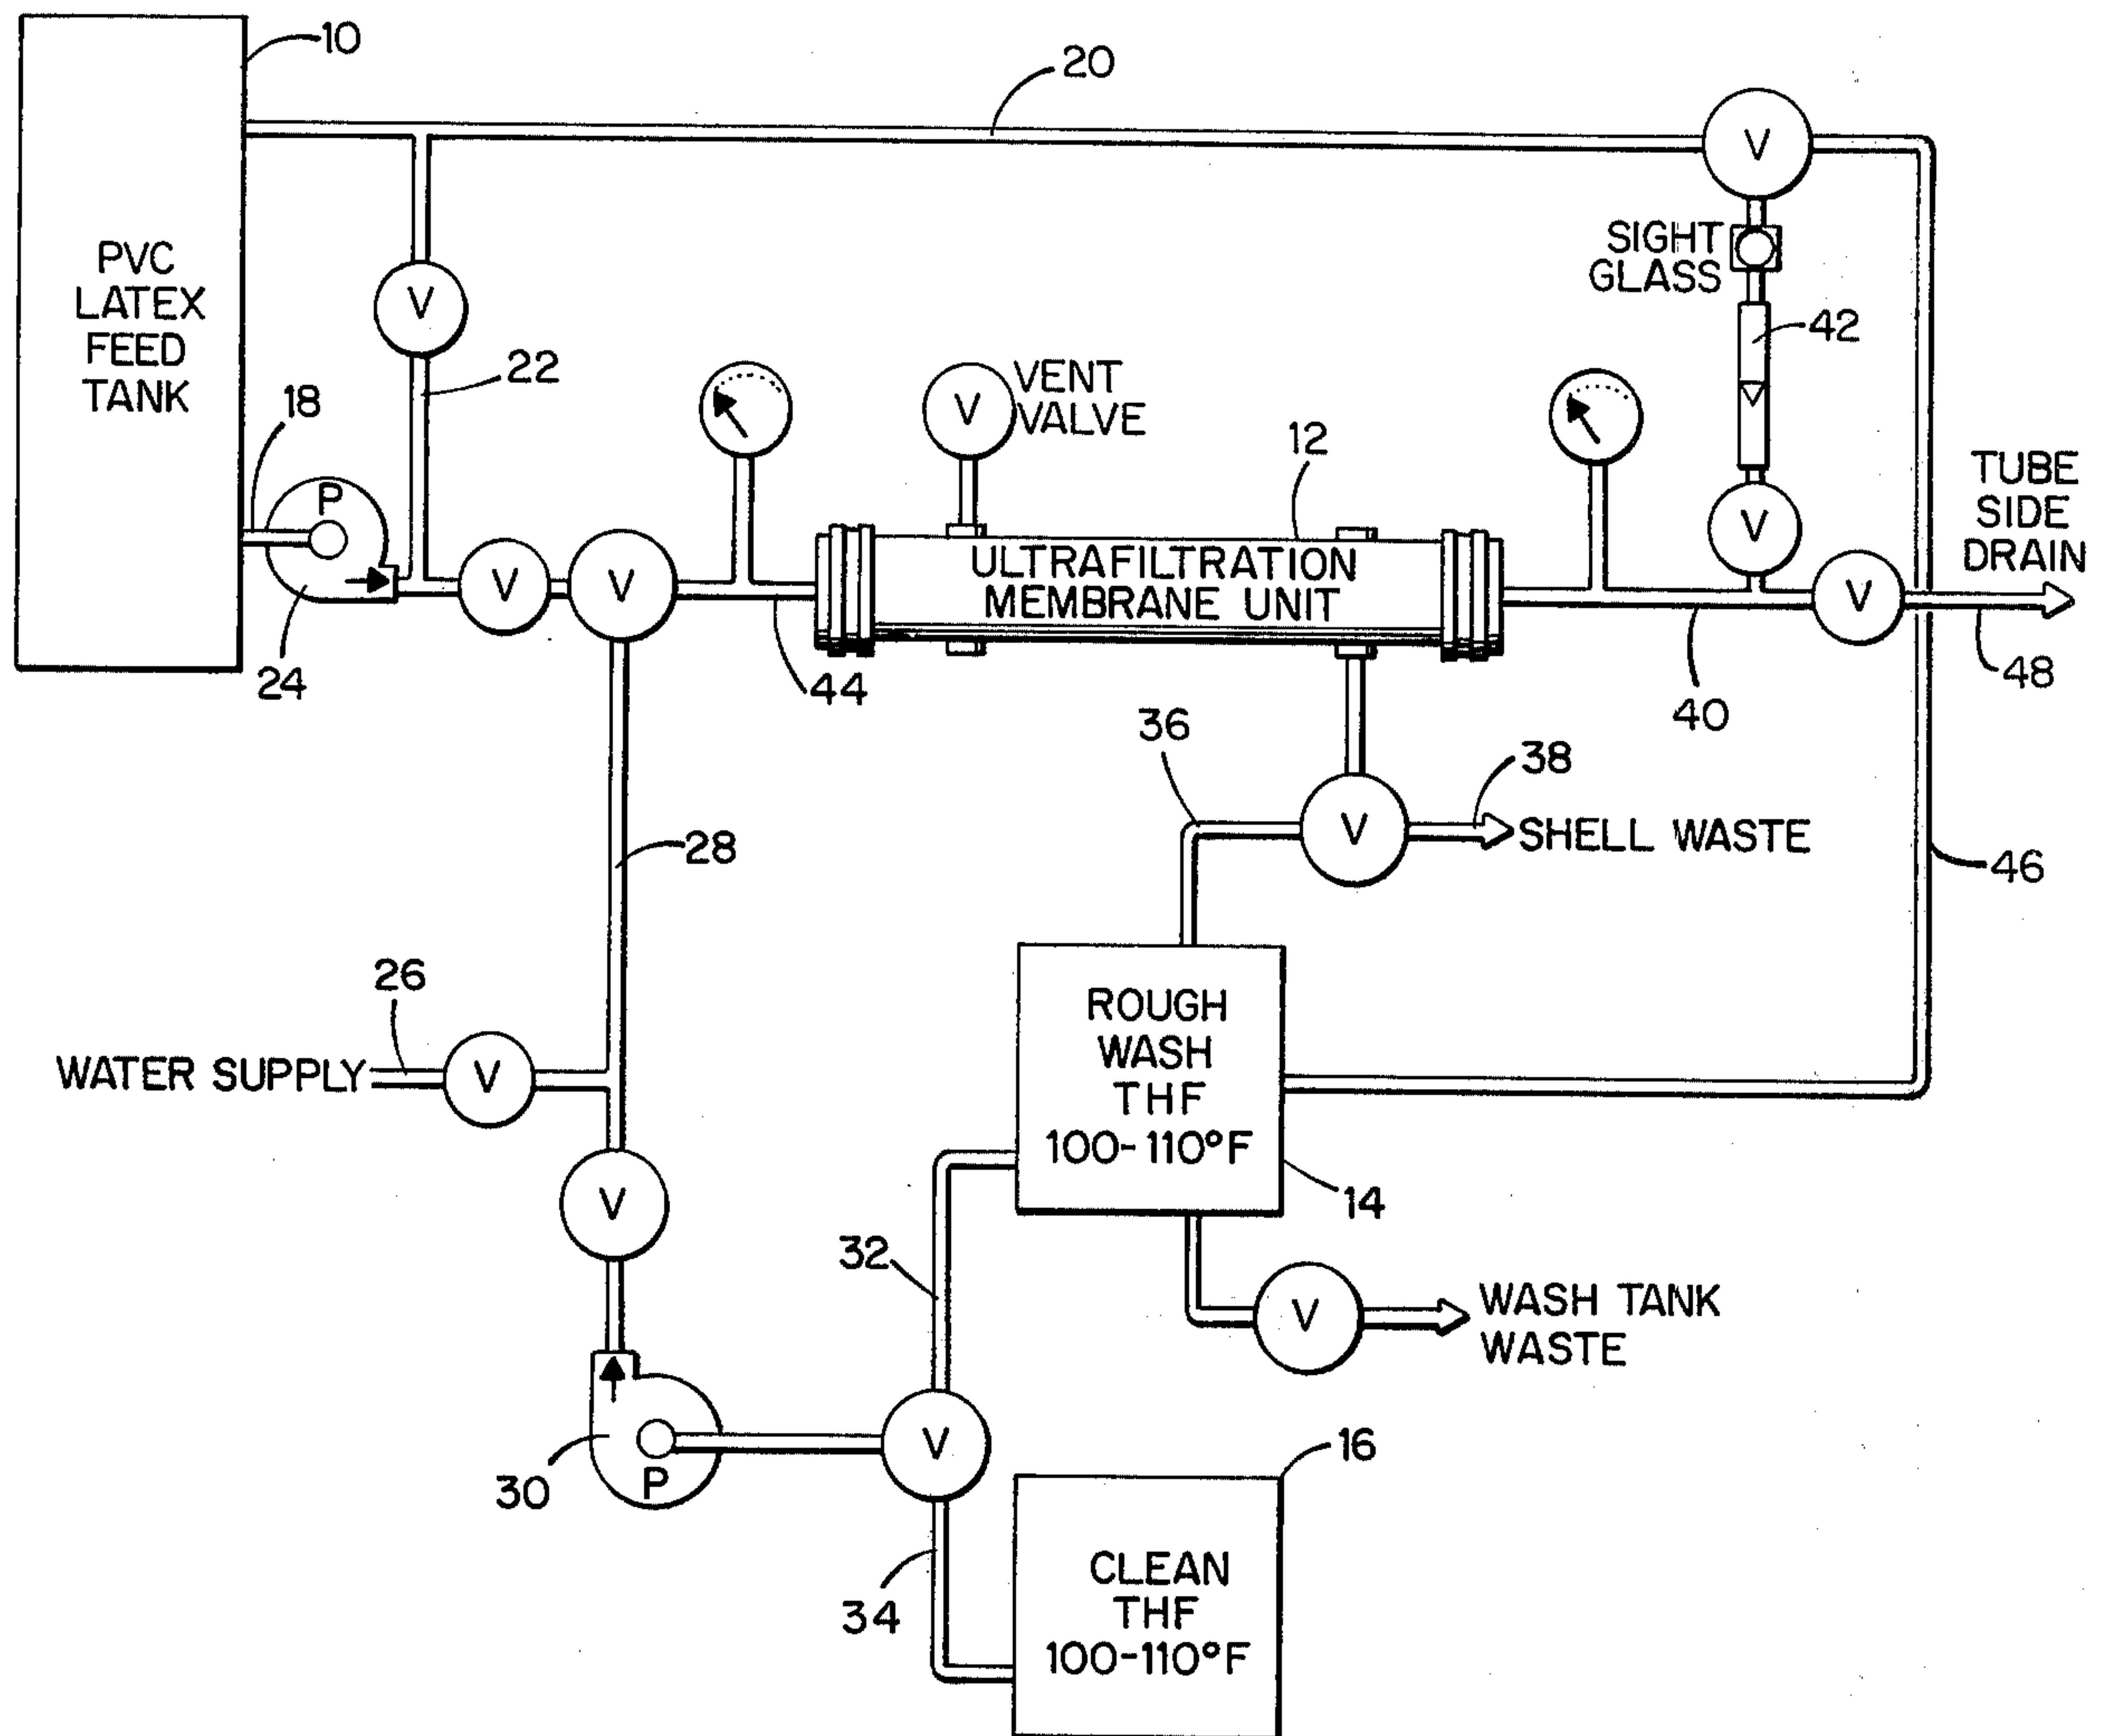 10
20
V
PVC
LATEX
FEED
TANK
SIGHT
GLASS
V
42
22
18
VENT
VALVE
V
12
P
V
TUBE
SIDE
DRAIN
V
V
ULTRAFILTRATION
MEMBRANE UNIT
V
24
44
40
48
36
38
V
SHELL WASTE
28
46
26
WATER SUPPLY
V
ROUGH
WASH
THF
100-110°F
14
V
32
V
WASH TANK
WASTE
30
P
V
16
34
CLEAN
THF
100-110°F